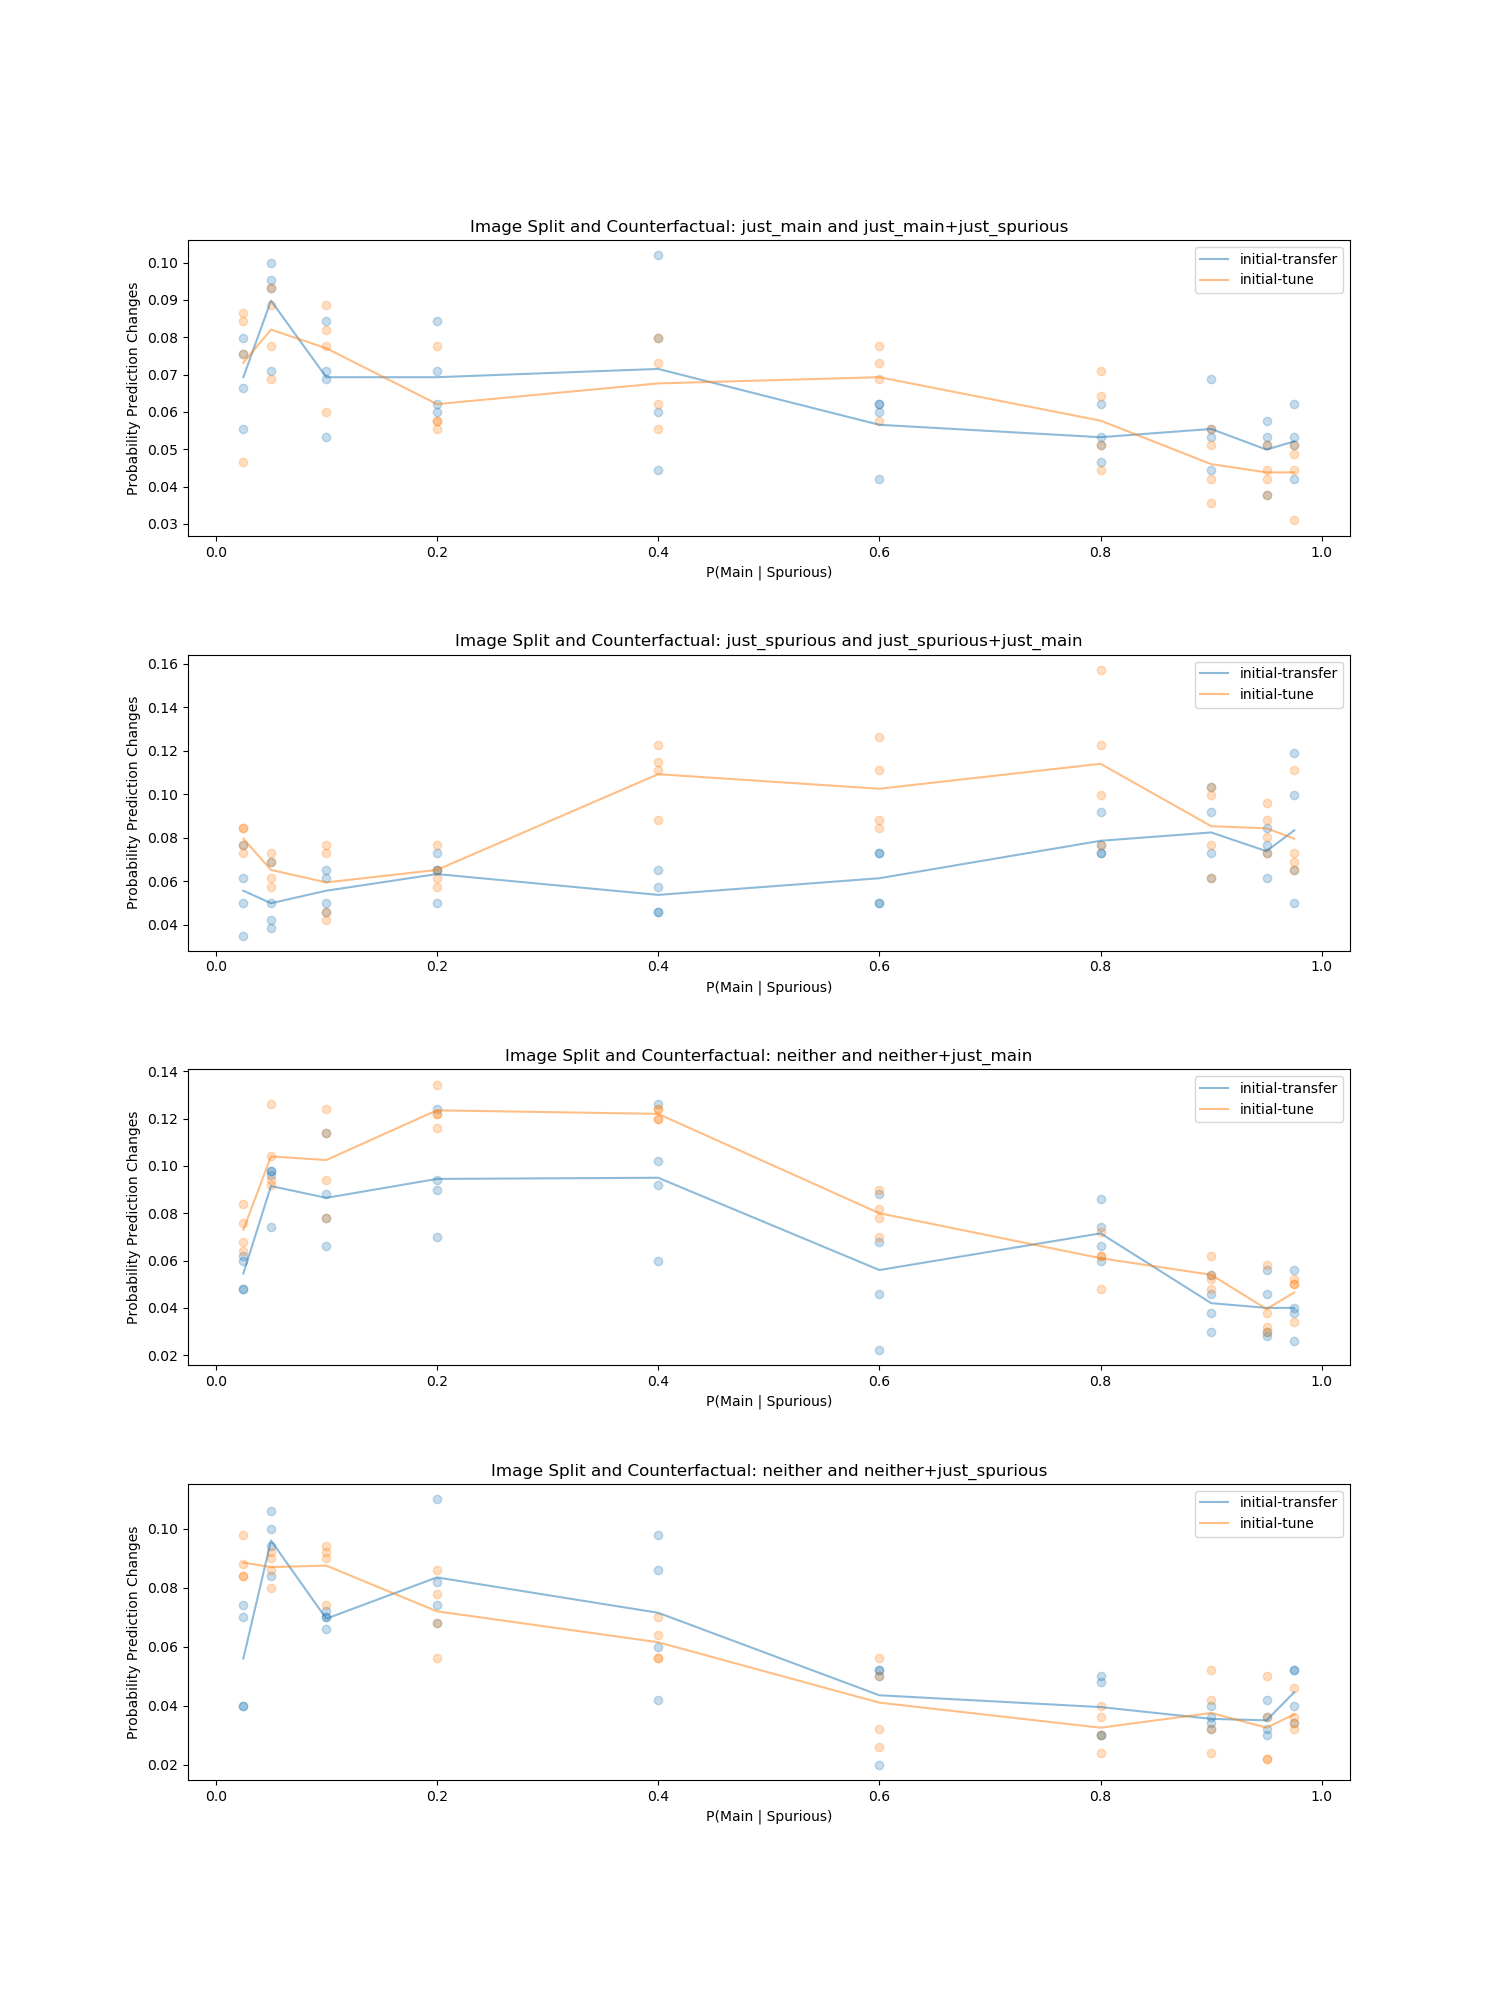 Image Split and Counterfactual: just_main and just_main+just_spurious
Probability Prediction Changes
0.10
0.09
0.08
0.07
0.06
0.05
0.04
0.03
initial-transfer
initial-tune
0.0 0.2 0.4 0.6 0.8 1.0
P(Main | Spurious)
Image Split and Counterfactual: just_spurious and just_spurious+just_main
Probability Prediction Changes
0.16
0.14
0.12
0.10
0.08
0.06
0.04
initial-transfer
initial-tune
0.0 0.2 0.4 0.6 0.8 1.0
P(Main | Spurious)
Image Split and Counterfactual: neither and neither+just_main
Probability Prediction Changes
0.14
0.12
0.10
0.08
0.06
0.04
0.02
initial-transfer
initial-tune
0.0 0.2 0.4 0.6 0.8 1.0
P(Main | Spurious)
Image Split and Counterfactual: neither and neither+just_spurious
Probability Prediction Changes
0.10
0.08
0.06
0.04
0.02
initial-transfer
initial-tune
0.0 0.2 0.4 0.6 0.8 1.0
P(Main | Spurious)